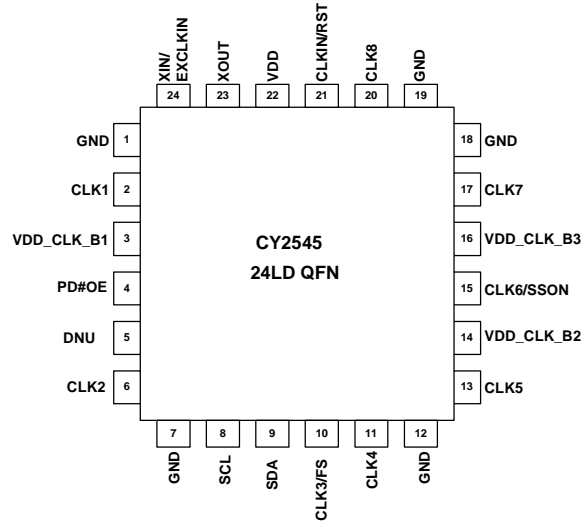 XIN/
EXCLKIN
XOUT
VDD
CLKIN/RST
CLK8
GND
24
23
22
21
20
19
GND
1
18
GND
CLK1
2
17
CLK7
VDD_CLK_B1
3
16
VDD_CLK_B3
CY2545
24LD QFN
PD#OE
4
15
CLK6/SSON
DNU
5
14
VDD_CLK_B2
CLK2
6
13
CLK5
7
8
9
10
11
12
GND
SCL
SDA
CLK3/FS
CLK4
GND